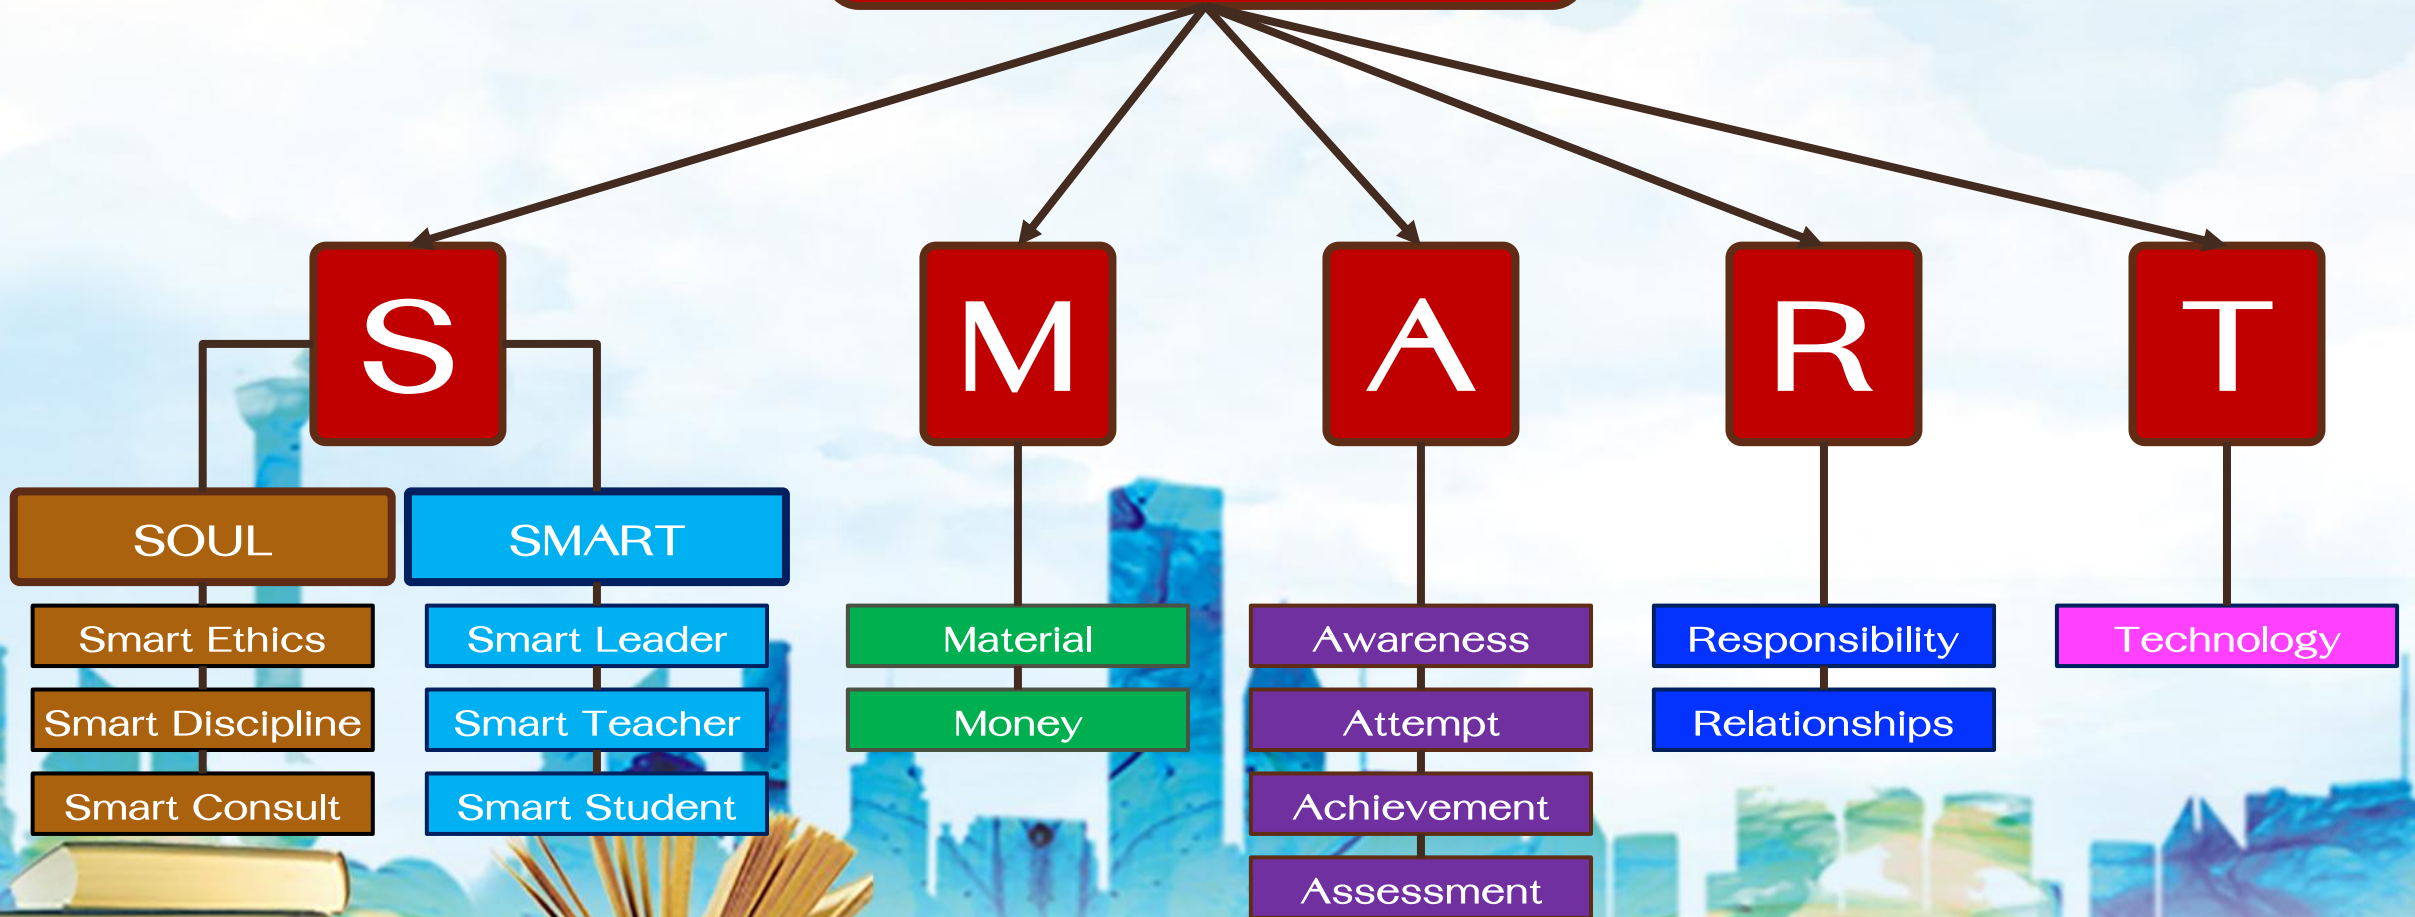 S
M
A
R
T
SOUL
Smart Ethics
Smart Discipline
Smart Consult
SMART
Smart Leader
Smart Teacher
Smart Student
Material
Money
Awareness
Attempt
Achievement
Assessment
Responsibility
Relationships
Technology